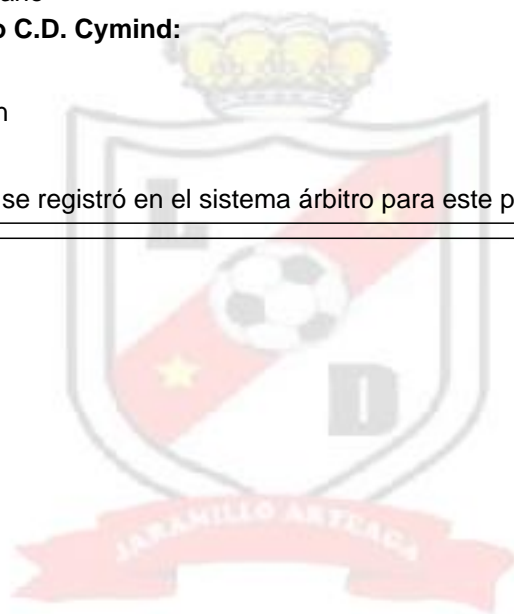 o C.D. Cymind:
n
se registró en el sistema árbitro para este p
L
D
JARAMILLO ARTEAGA